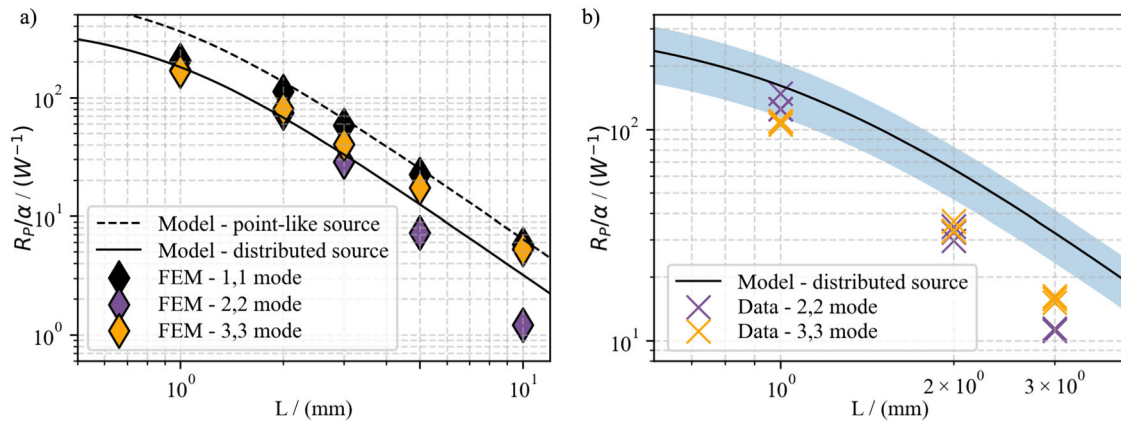 a)
10²
10¹
10⁰
R_P/α / (W⁻¹)
Model - point-like source
Model - distributed source
FEM - 1,1 mode
FEM - 2,2 mode
FEM - 3,3 mode
10⁰
10¹
L / (mm)
b)
10²
10¹
R_P/α / (W⁻¹)
Model - distributed source
Data - 2,2 mode
Data - 3,3 mode
10⁰
2 × 10⁰
3 × 10⁰
L / (mm)